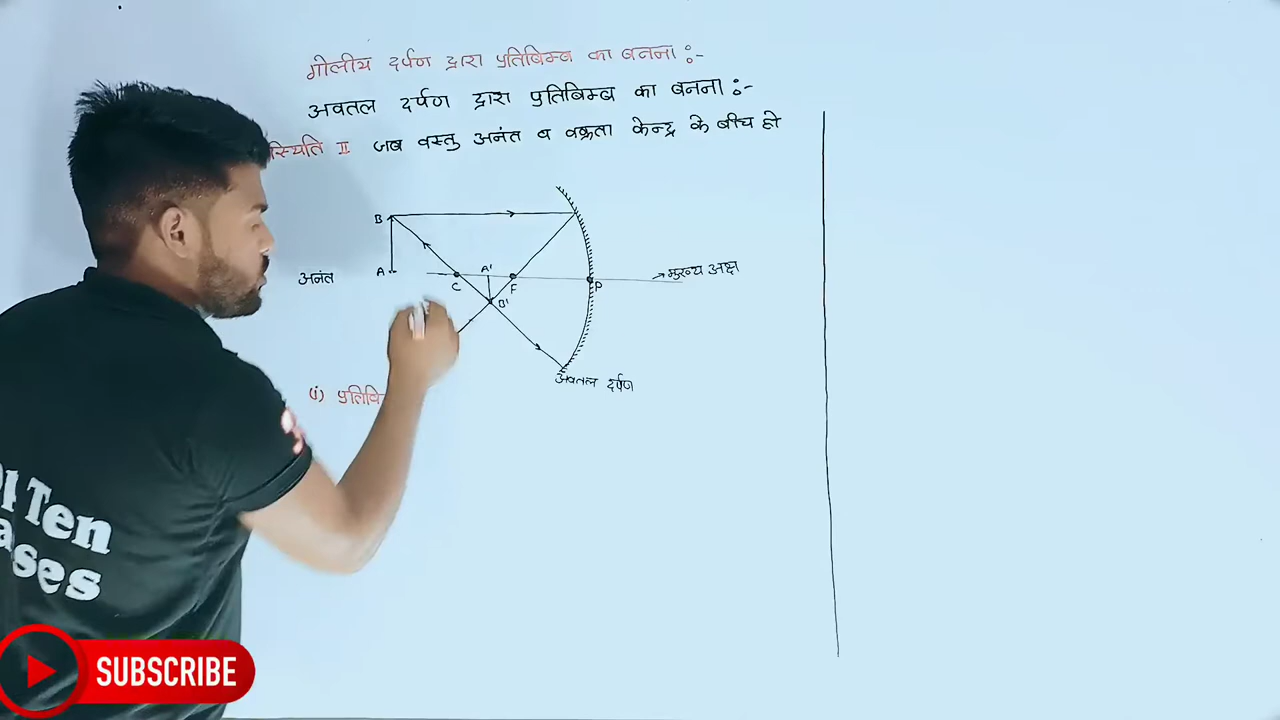 गोलीय दर्पण द्वारा प्रतिबिम्ब का बनना :-
अवतल दर्पण द्वारा प्रतिबिम्ब का बनना :-
स्थिति II जब वस्तु अनंत व वक्रता केन्द्र के बीच हो
B
A
अनंत
C
A'
B'
F
P
मुख्य अक्ष
अवतल दर्पण
(i) प्रतिबि
Ten
SUBSCRIBE